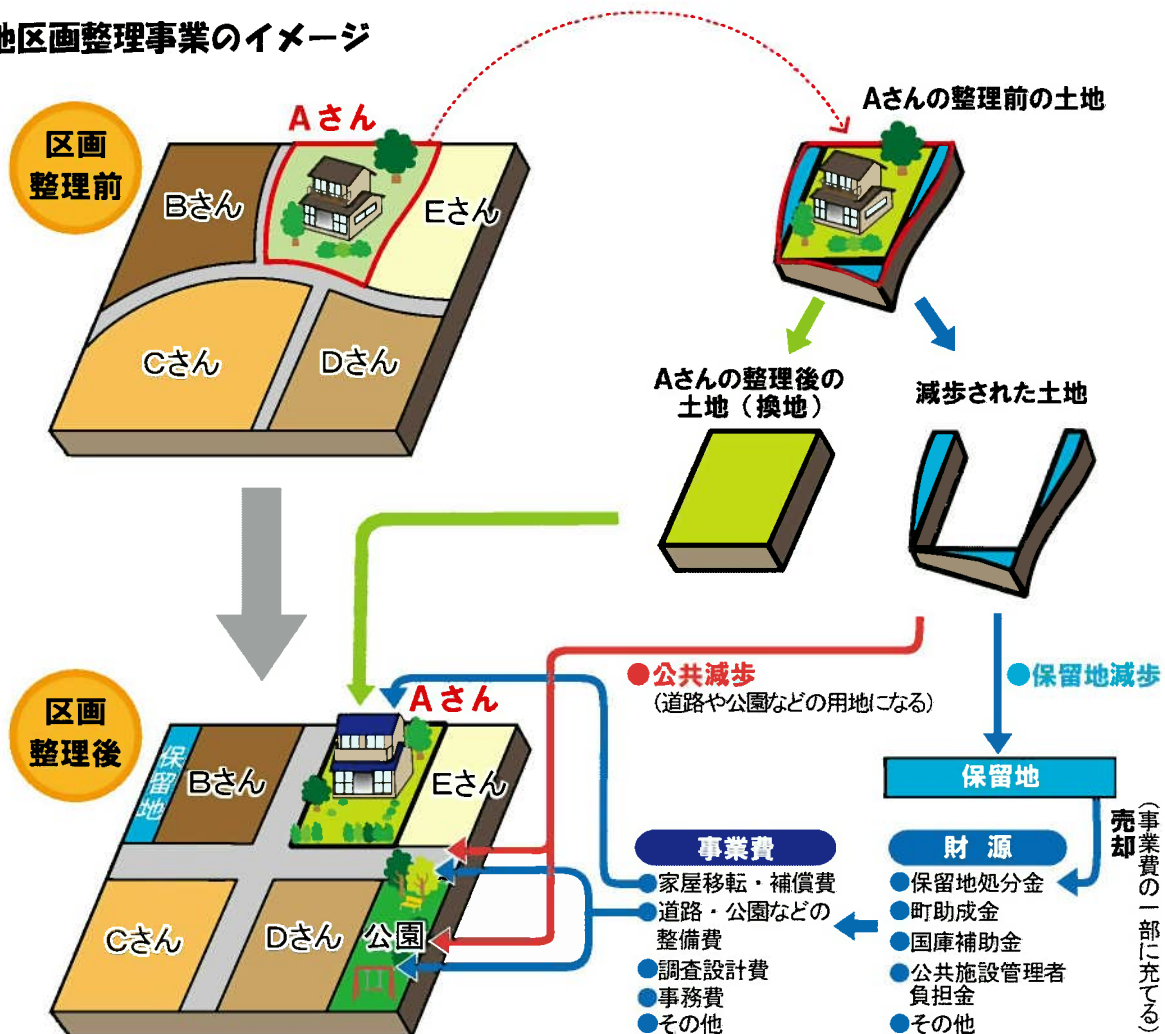 地区画整理事業のイメージ
区画
整理前
Aさん
Bさん
Eさん
Cさん
Dさん
Aさんの整理前の土地
Aさんの整理後の
土地（換地）
減歩された土地
●公共減歩
（道路や公園などの用地になる）
●保留地減歩
保留地
売却
（事業費の一部に充てる）
区画
整理後
Aさん
保留地
Bさん
Eさん
Cさん
Dさん
公園
事業費
●家屋移転・補償費
●道路・公園などの
整備費
●調査設計費
●事務費
●その他
財源
●保留地処分金
●町助成金
●国庫補助金
●公共施設管理者
負担金
●その他